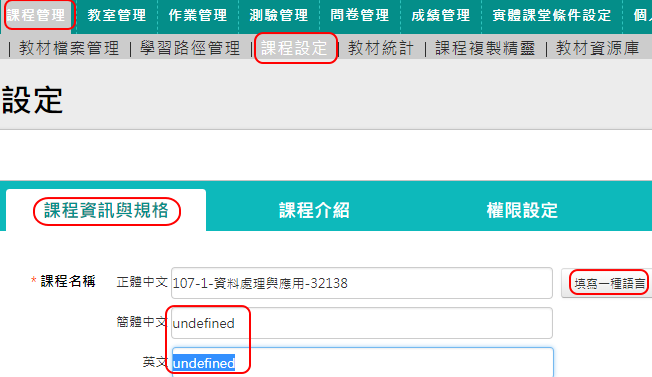 課程管理 教室管理 作業管理 測驗管理 問卷管理 成績管理 實體課堂條件設定 個
| 教材檔案管理 | 學習路徑管理 | 課程設定 | 教材統計 | 課程複製精靈 | 教材資源庫
設定
課程資訊與規格 課程介紹 權限設定
* 課程名稱 正體中文 107-1-資料處理與應用-32138 填寫一種語言
簡體中文 undefined
英文 undefined